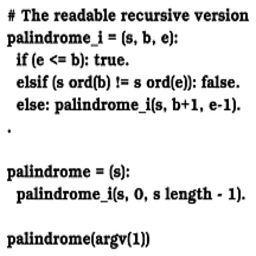 # The readable recursive version
palindrome_i = (s, b, e):
if (e <= b): true.
elsif (s ord(b) != s ord(e)): false.
else: palindrome_i(s, b+1, e-1).
.
palindrome = (s):
palindrome_i(s, 0, s length - 1).
palindrome(argv(1))